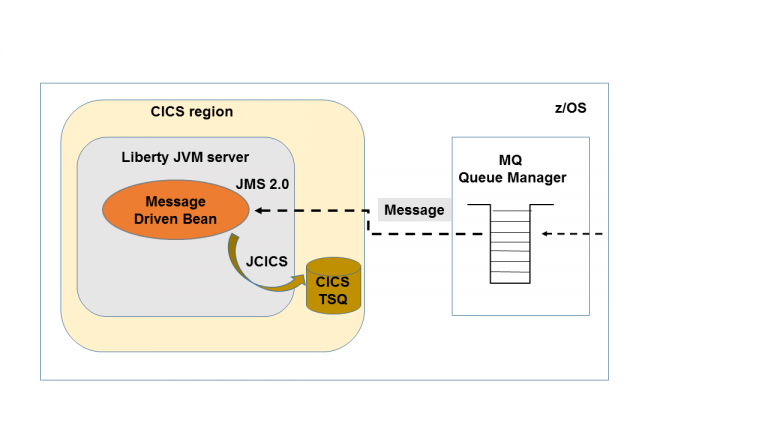 CICS region
z/OS
Liberty JVM server
JMS 2.0
Message
Driven Bean
JCICS
CICS
TSQ
Message
MQ
Queue Manager